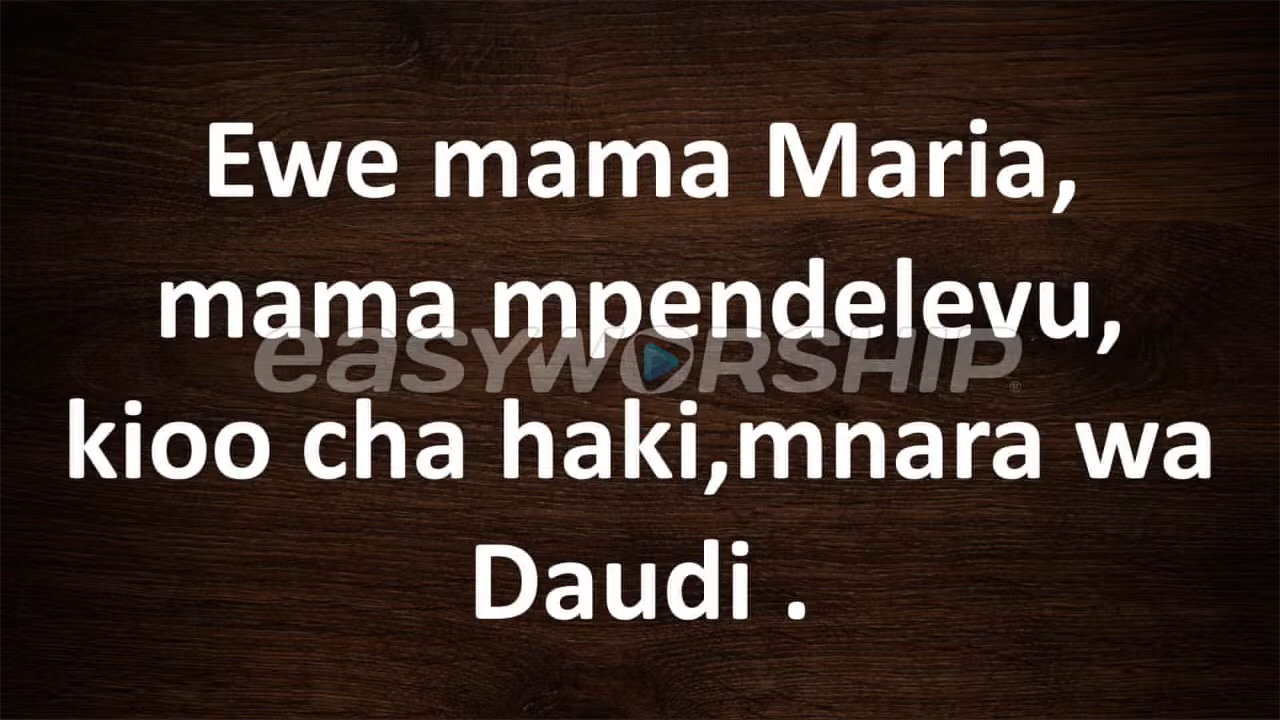 Ewe mama Maria,
mama mpendelevu,
easyworship®
kioo cha haki,mnara wa
Daudi .